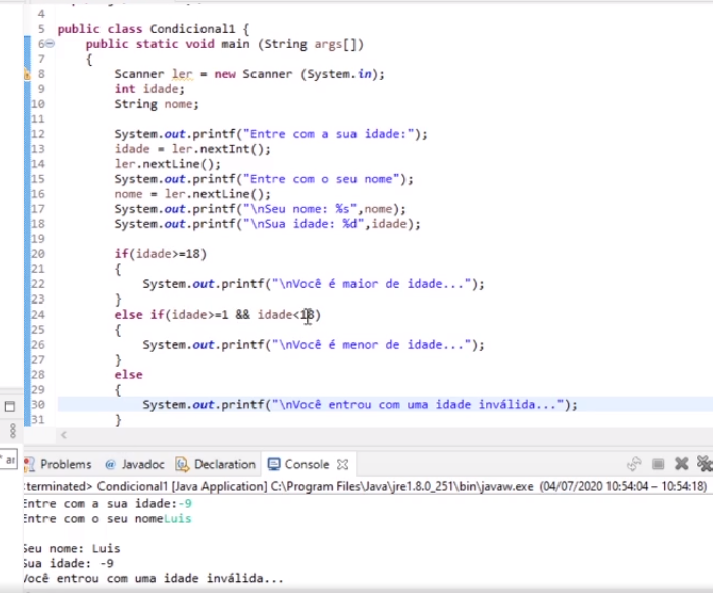 4
5 public class Condicional1 {
6 public static void main (String args[])
7 {
8 Scanner ler = new Scanner (System.in);
9 int idade;
10 String nome;
11
12 System.out.printf("Entre com a sua idade:");
13 idade = ler.nextInt();
14 ler.nextLine();
15 System.out.printf("Entre com o seu nome");
16 nome = ler.nextLine();
17 System.out.printf("\nSeu nome: %s",nome);
18 System.out.printf("\nSua idade: %d",idade);
19
20 if(idade>=18)
21 {
22 System.out.printf("\nVocê é maior de idade...");
23 }
24 else if(idade>=1 && idade<18)
25 {
26 System.out.printf("\nVocê é menor de idade...");
27 }
28 else
29 {
30 System.out.printf("\nVocê entrou com uma idade inválida...");
31 }
Problems @ Javadoc Declaration Console
terminated> Condicional1 [Java Application] C:\Program Files\Java\jre1.8.0_251\bin\javaw.exe (04/07/2020 10:54:04 – 10:54:18)
Entre com a sua idade:-9
Entre com o seu nomeLuis
Seu nome: Luis
Sua idade: -9
Você entrou com uma idade inválida...